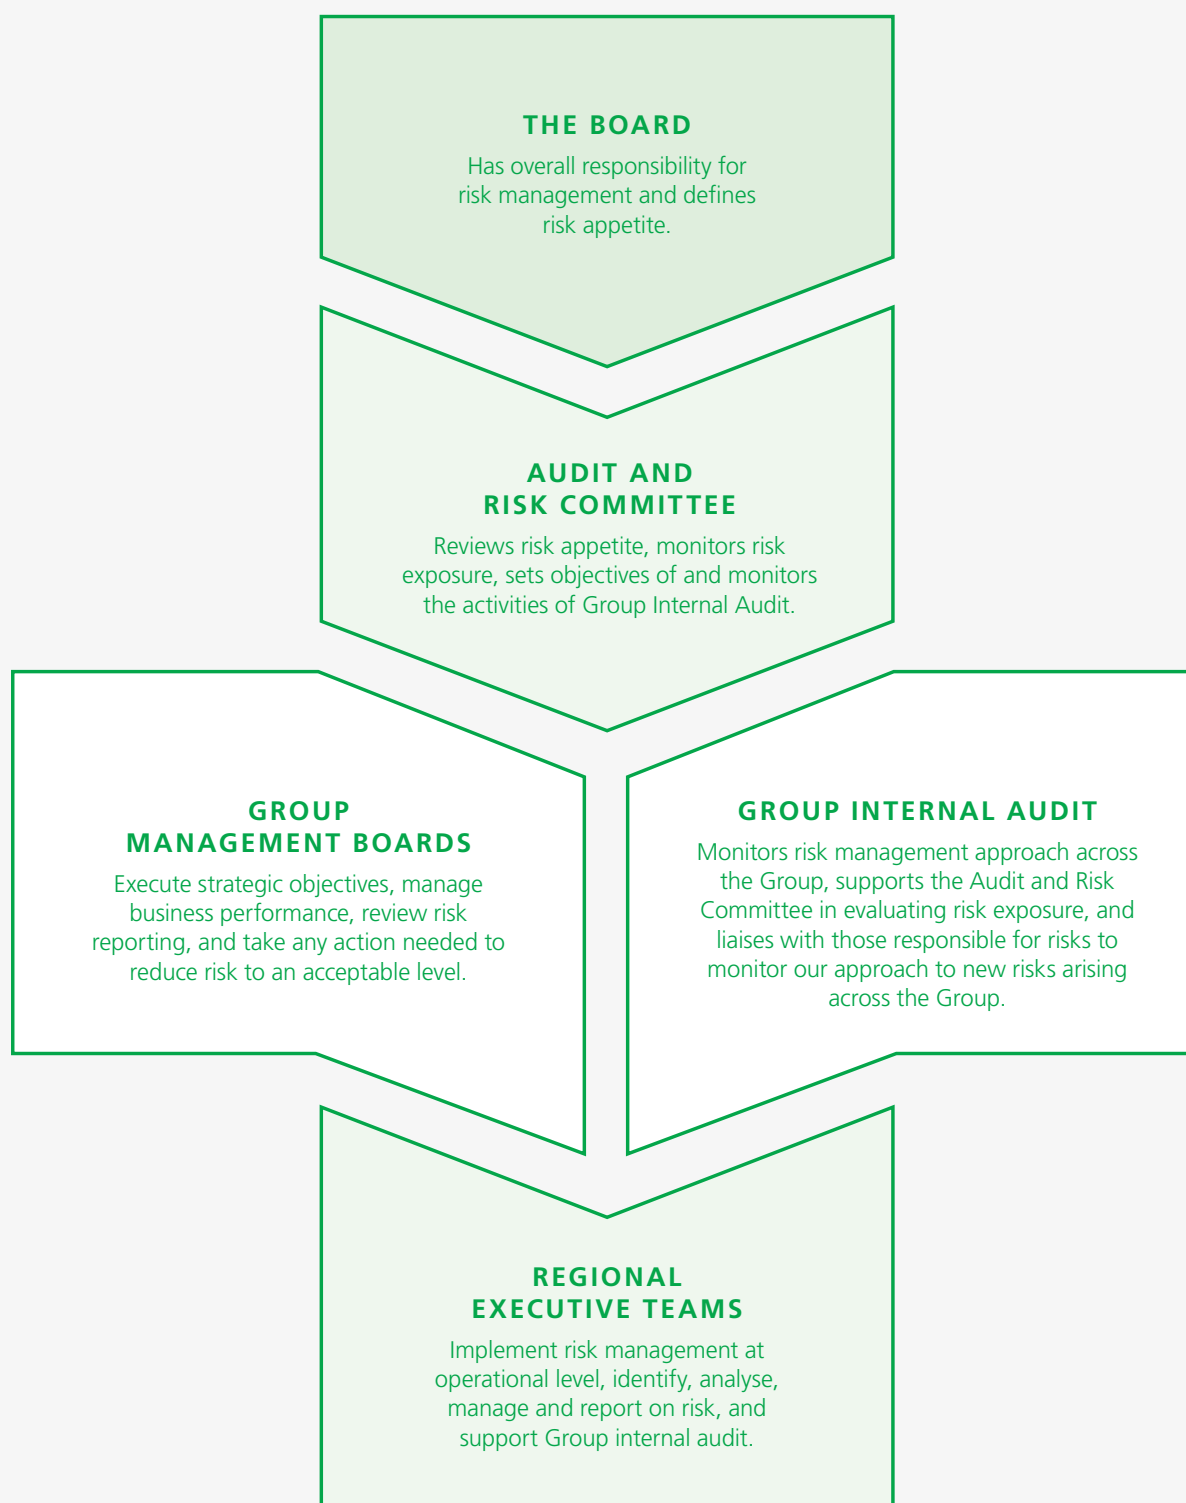 THE BOARD
Has overall responsibility for
risk management and defines
risk appetite.
AUDIT AND
RISK COMMITTEE
Reviews risk appetite, monitors risk
exposure, sets objectives of and monitors
the activities of Group Internal Audit.
GROUP
MANAGEMENT BOARDS
Execute strategic objectives, manage
business performance, review risk
reporting, and take any action needed to
reduce risk to an acceptable level.
GROUP INTERNAL AUDIT
Monitors risk management approach across
the Group, supports the Audit and Risk
Committee in evaluating risk exposure, and
liaises with those responsible for risks to
monitor our approach to new risks arising
across the Group.
REGIONAL
EXECUTIVE TEAMS
Implement risk management at
operational level, identify, analyse,
manage and report on risk, and
support Group internal audit.